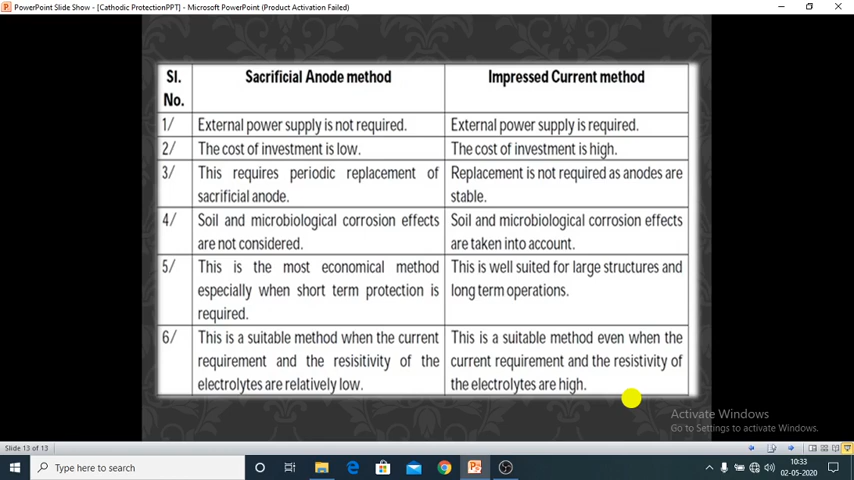 PowerPoint Slide Show - [Cathodic ProtectionPPT] - Microsoft PowerPoint (Product Activation Failed)
Sl. No.
Sacrificial Anode method
Impressed Current method
1/
External power supply is not required.
External power supply is required.
2/
The cost of investment is low.
The cost of investment is high.
3/
This requires periodic replacement of
sacrificial anode.
Replacement is not required as anodes are
stable.
4/
Soil and microbiological corrosion effects
are not considered.
Soil and microbiological corrosion effects
are taken into account.
5/
This is the most economical method
especially when short term protection is
required.
This is well suited for large structures and
long term operations.
6/
This is a suitable method when the current
requirement and the resisitivity of the
electrolytes are relatively low.
This is a suitable method even when the
current requirement and the resistivity of
the electrolytes are high.
Activate Windows
Go to Settings to activate Windows.
Slide 13 of 13
Type here to search
10:33
02-05-2020